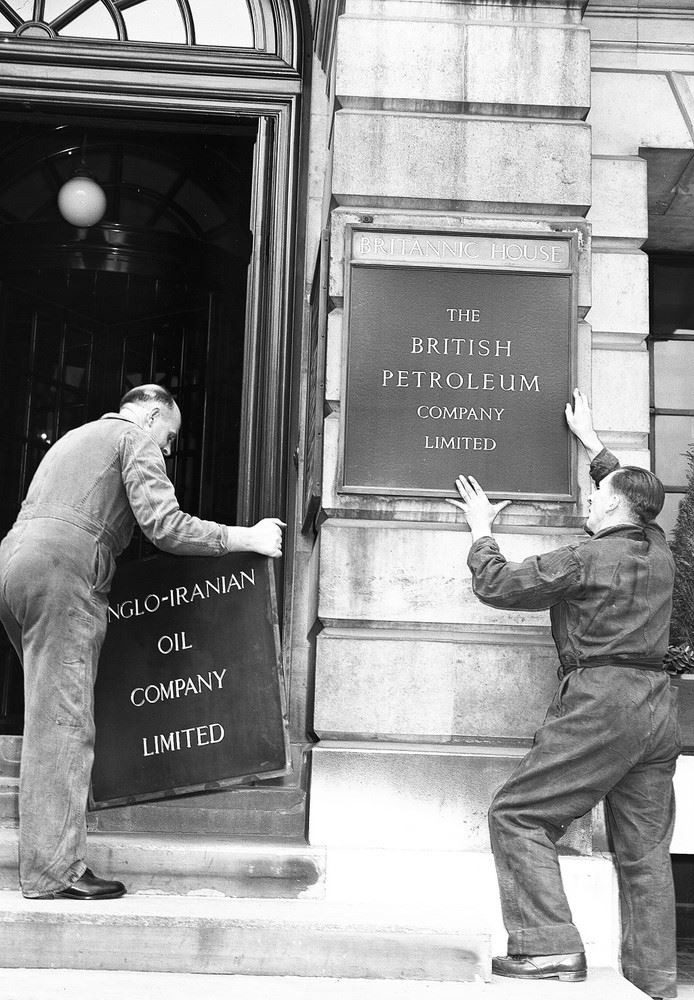 BRITANNIC HOUSE
THE
BRITISH
PETROLEUM
COMPANY
LIMITED
NGLO-IRANIAN
OIL
COMPANY
LIMITED